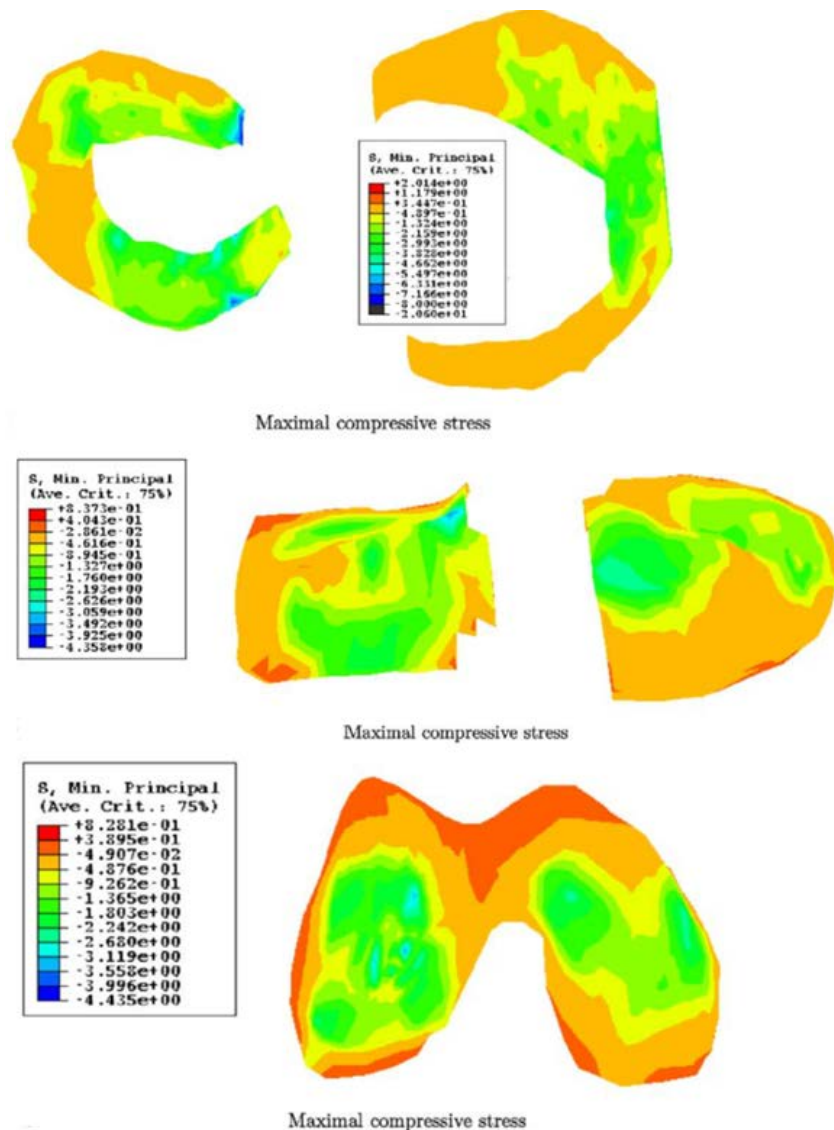 S, Min. Principal
(Ave. Crit.: 75%)
+2.014e+00
+1.179e+00
+3.447e-01
-4.897e-01
-1.324e+00
-2.159e+00
-2.993e+00
-3.828e+00
-4.662e+00
-5.497e+00
-6.331e+00
-7.166e+00
-8.000e+00
-2.060e+01
Maximal compressive stress
S, Min. Principal
(Ave. Crit.: 75%)
+8.373e-01
+4.043e-01
-2.861e-02
-4.616e-01
-8.945e-01
-1.327e+00
-1.760e+00
-2.193e+00
-2.626e+00
-3.059e+00
-3.492e+00
-3.925e+00
-4.358e+00
Maximal compressive stress
S, Min. Principal
(Ave. Crit.: 75%)
+8.281e-01
+3.895e-01
-4.907e-02
-4.876e-01
-9.262e-01
-1.365e+00
-1.803e+00
-2.242e+00
-2.680e+00
-3.119e+00
-3.558e+00
-3.996e+00
-4.435e+00
Maximal compressive stress